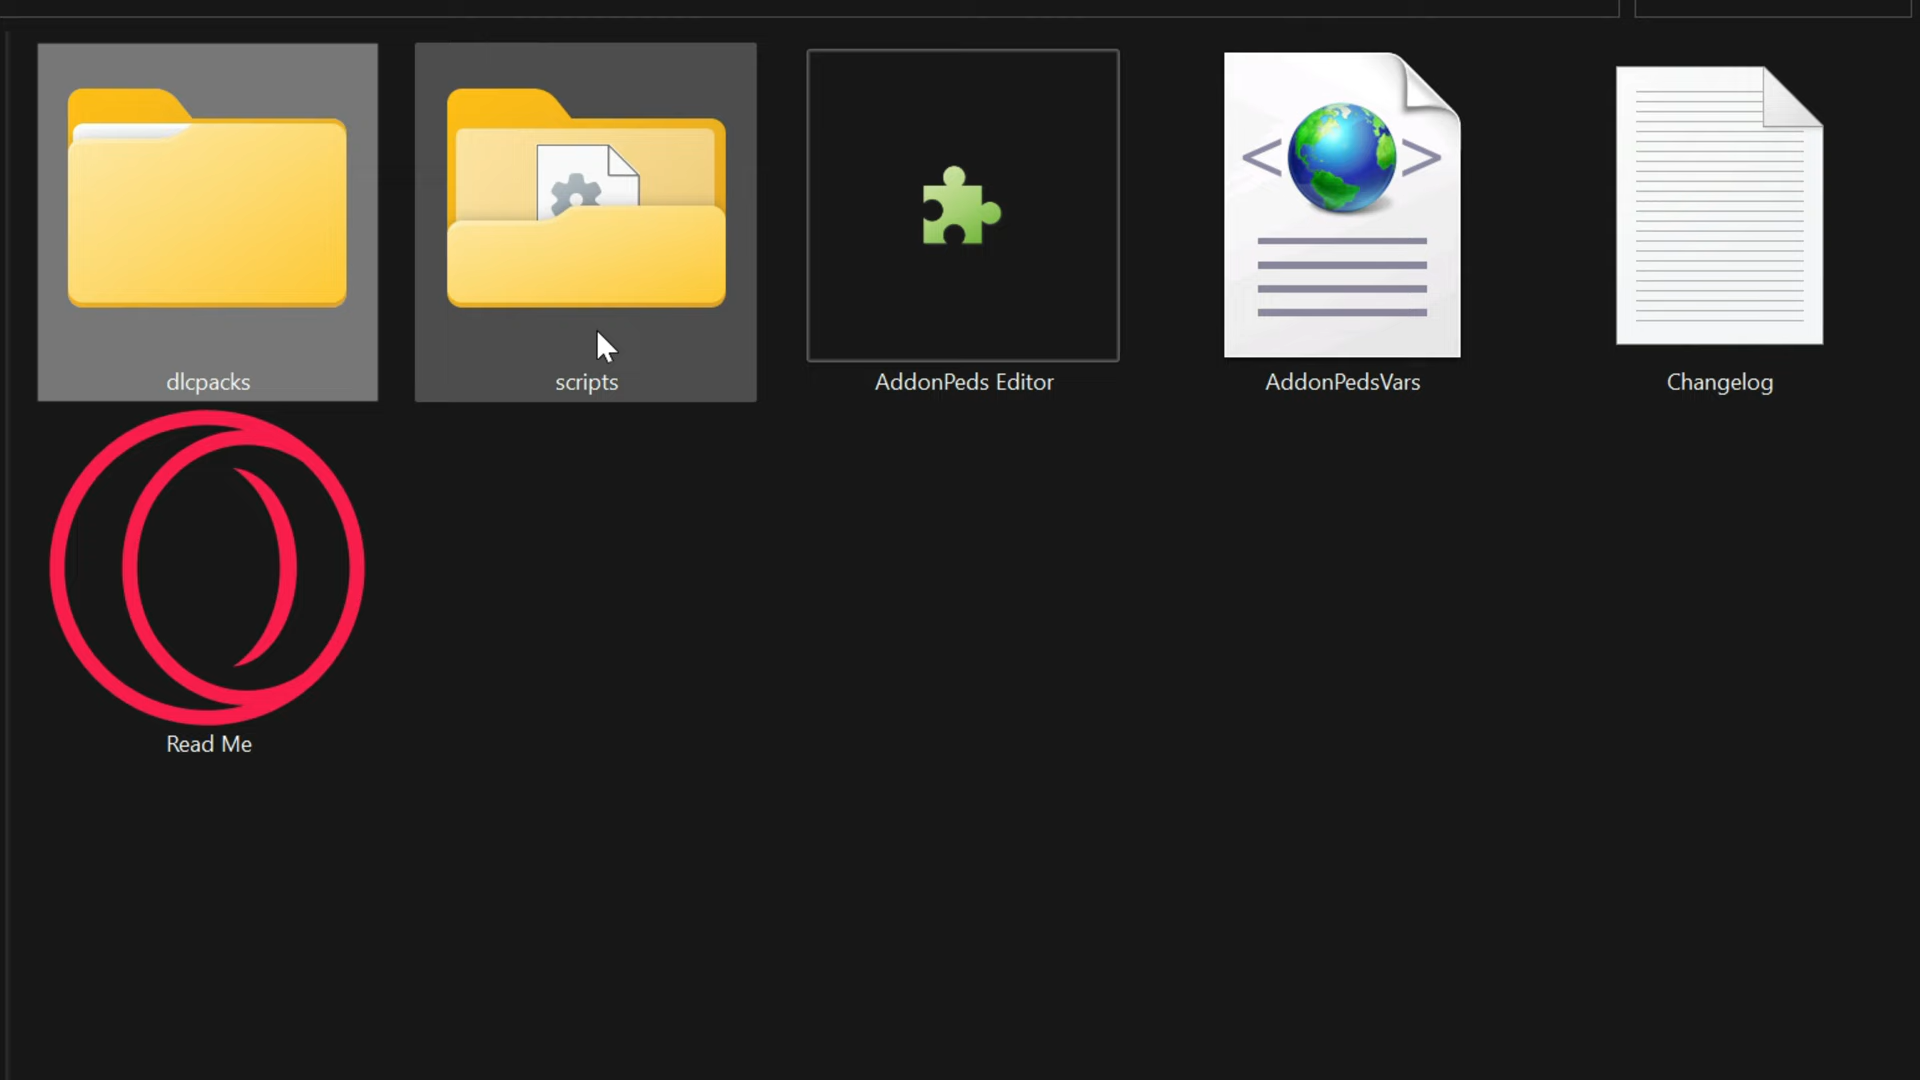 dlcpacks
scripts
AddonPeds Editor
AddonPedsVars
Changelog
Read Me